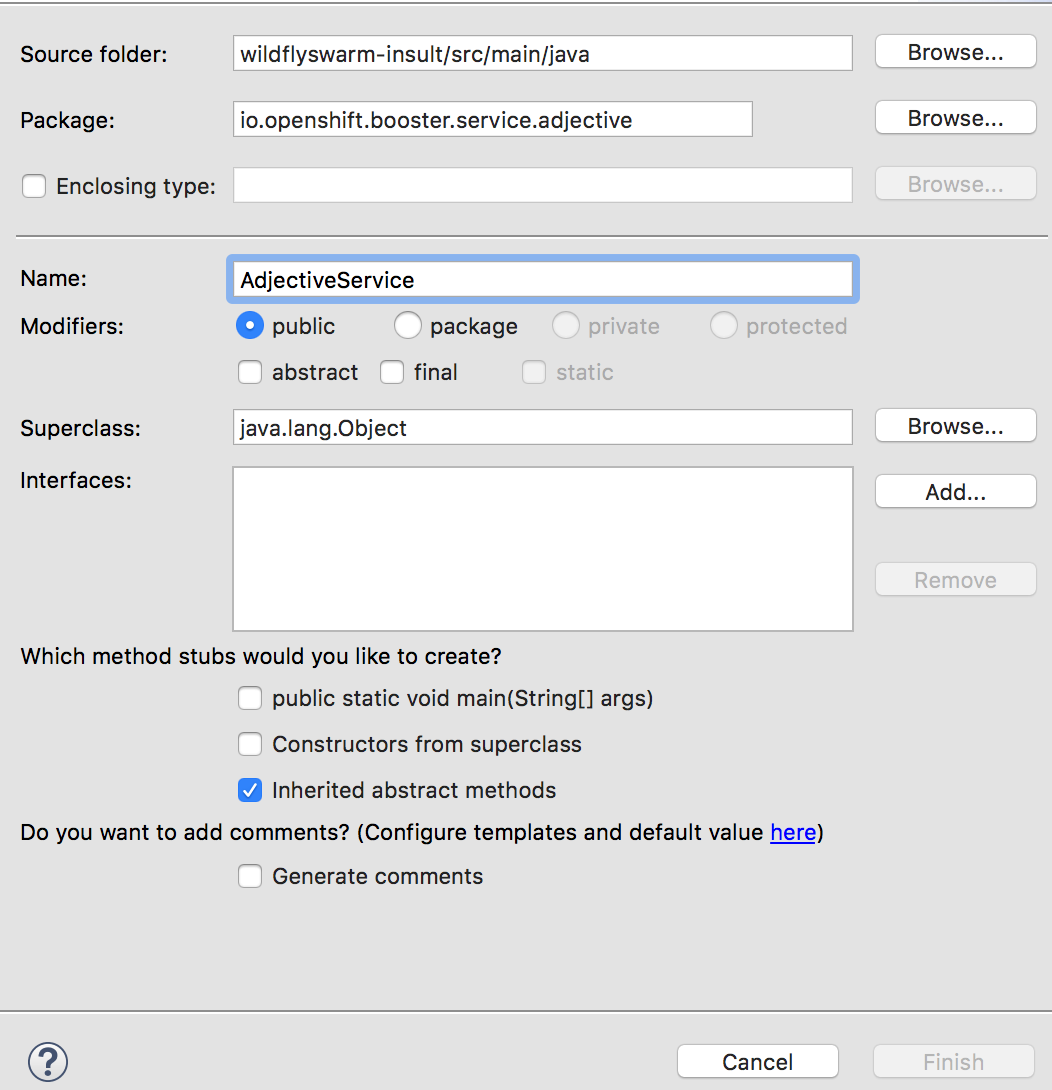 Source folder: wildflyswarm-insult/src/main/java Browse...
Package: io.openshift.booster.service.adjective Browse...
Enclosing type: Browse...
Name: AdjectiveService
Modifiers: public package private protected
abstract final static
Superclass: java.lang.Object Browse...
Interfaces: Add...
Remove
Which method stubs would you like to create?
public static void main(String[] args)
Constructors from superclass
Inherited abstract methods
Do you want to add comments? (Configure templates and default value here)
Generate comments
? Cancel Finish